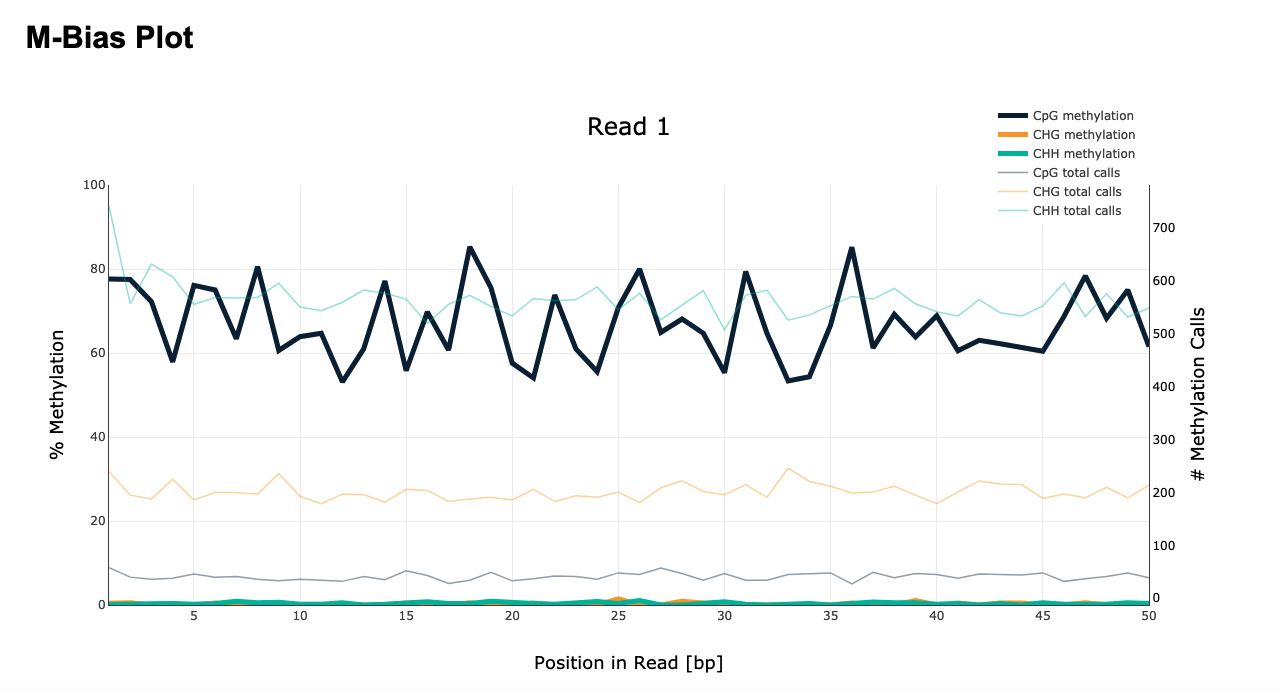 M-Bias Plot
Read 1
CpG methylation
CHG methylation
CHH methylation
CpG total calls
CHG total calls
CHH total calls
% Methylation
100
80
60
40
20
0
# Methylation Calls
700
600
500
400
300
200
100
0
5 10 15 20 25 30 35 40 45 50
Position in Read [bp]